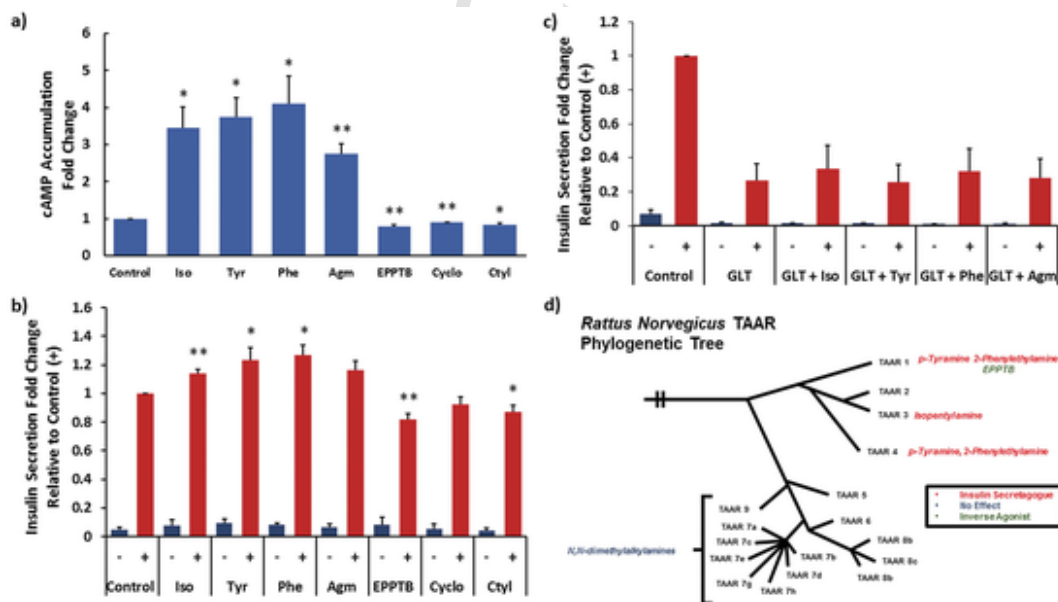 a)
cAMP Accumulation
Fold Change
6
5
4
3
2
1
0
*
*
*
**
**
**
*
Control Iso Tyr Phe Agm EPPTB Cyclo Ctyl
b)
Insulin Secretion Fold Change
Relative to Control (+)
1.6
1.4
1.2
1
0.8
0.6
0.4
0.2
0
**
*
*
**
*
- + - + - + - + - + - + - + - +
Control Iso Tyr Phe Agm EPPTB Cyclo Ctyl
c)
Insulin Secretion Fold Change
Relative to Control (+)
1.2
1
0.8
0.6
0.4
0.2
0
- + - + - + - + - + - +
Control GLT GLT + Iso GLT + Tyr GLT + Phe GLT + Agm
d)
Rattus Norvegicus TAAR
Phylogenetic Tree
TAAR 1 p-Tyramine 2-Phenylethylamine
EPPTB
TAAR 2
TAAR 3 Isopentylamine
TAAR 4 p-Tyramine, 2-Phenylethylamine
TAAR 5
TAAR 9
TAAR 6
TAAR 7a
TAAR 8b
TAAR 7c
TAAR 7b
TAAR 8c
TAAR 7e
TAAR 7d
TAAR 8b
TAAR 7g
TAAR 7h
N,N-dimethylalkylamines
Insulin Secretagogue
No Effect
Inverse Agonist